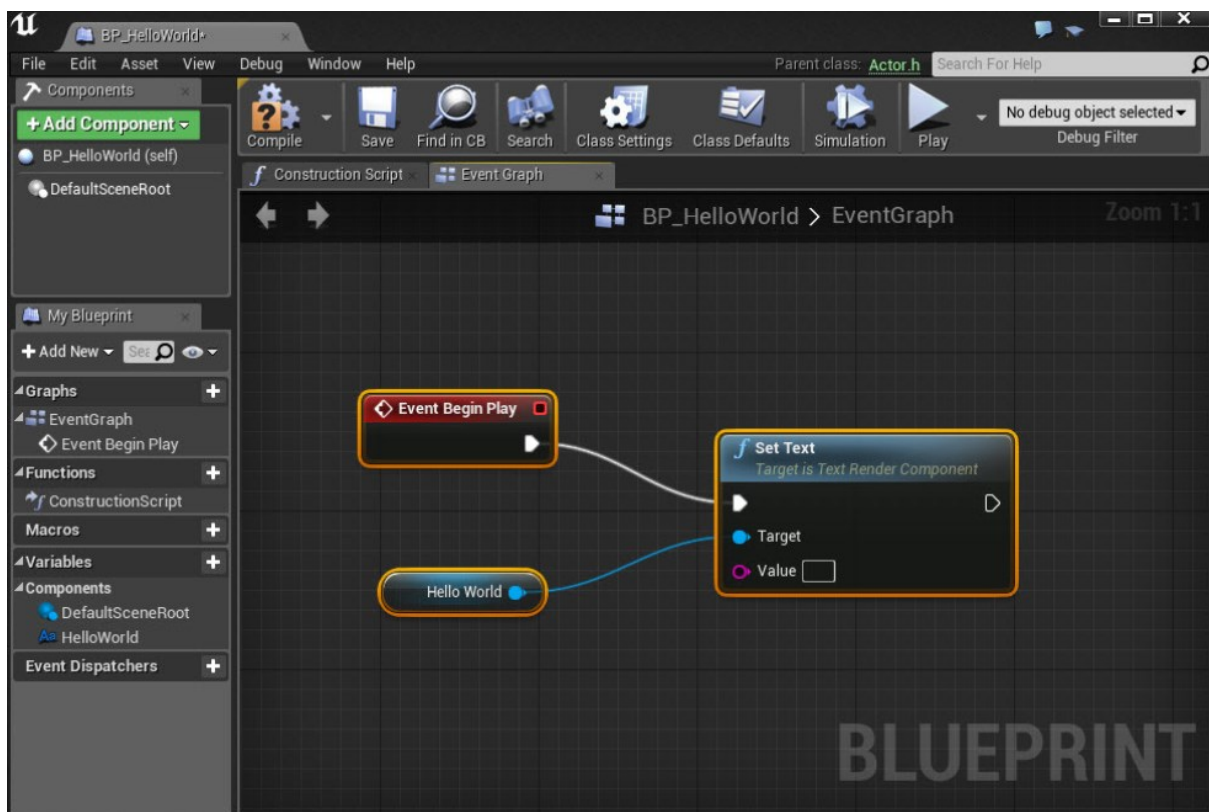 BP_HelloWorld*
File Edit Asset View Debug Window Help
Parent class: Actor.h
Search For Help
Components
+Add Component
BP_HelloWorld (self)
DefaultSceneRoot
Compile
Save
Find in CB
Search
Class Settings
Class Defaults
Simulation
Play
No debug object selected
Debug Filter
Construction Script
Event Graph
BP_HelloWorld > EventGraph
Zoom 1:1
My Blueprint
+Add New
Graphs
EventGraph
Event Begin Play
Functions
ConstructionScript
Macros
Variables
Components
DefaultSceneRoot
HelloWorld
Event Dispatchers
Event Begin Play
Set Text
Target is Text Render Component
Target
Value
Hello World
BLUEPRINT